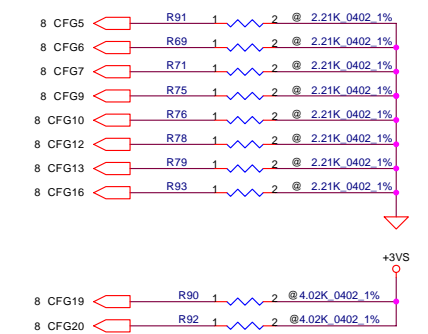 8 CFG5 R91 1 2 @ 2.21K_0402_1%
8 CFG6 R69 1 2 @ 2.21K_0402_1%
8 CFG7 R71 1 2 @ 2.21K_0402_1%
8 CFG9 R75 1 2 @ 2.21K_0402_1%
8 CFG10 R76 1 2 @ 2.21K_0402_1%
8 CFG12 R78 1 2 @ 2.21K_0402_1%
8 CFG13 R79 1 2 @ 2.21K_0402_1%
8 CFG16 R93 1 2 @ 2.21K_0402_1%
+3VS
8 CFG19 R90 1 2 @4.02K_0402_1%
8 CFG20 R92 1 2 @4.02K_0402_1%